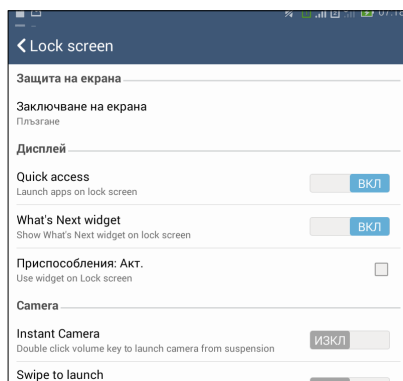 07:18
Lock screen
Защита на екрана
Заключване на екрана
Плъзгане
Дисплей
Quick access
Launch apps on lock screen
ВКЛ
What's Next widget
Show What's Next widget on lock screen
ВКЛ
Приспособления: Акт.
Use widget on Lock screen
Camera
Instant Camera
Double click volume key to launch camera from suspension
ИЗКЛ
Swipe to launch